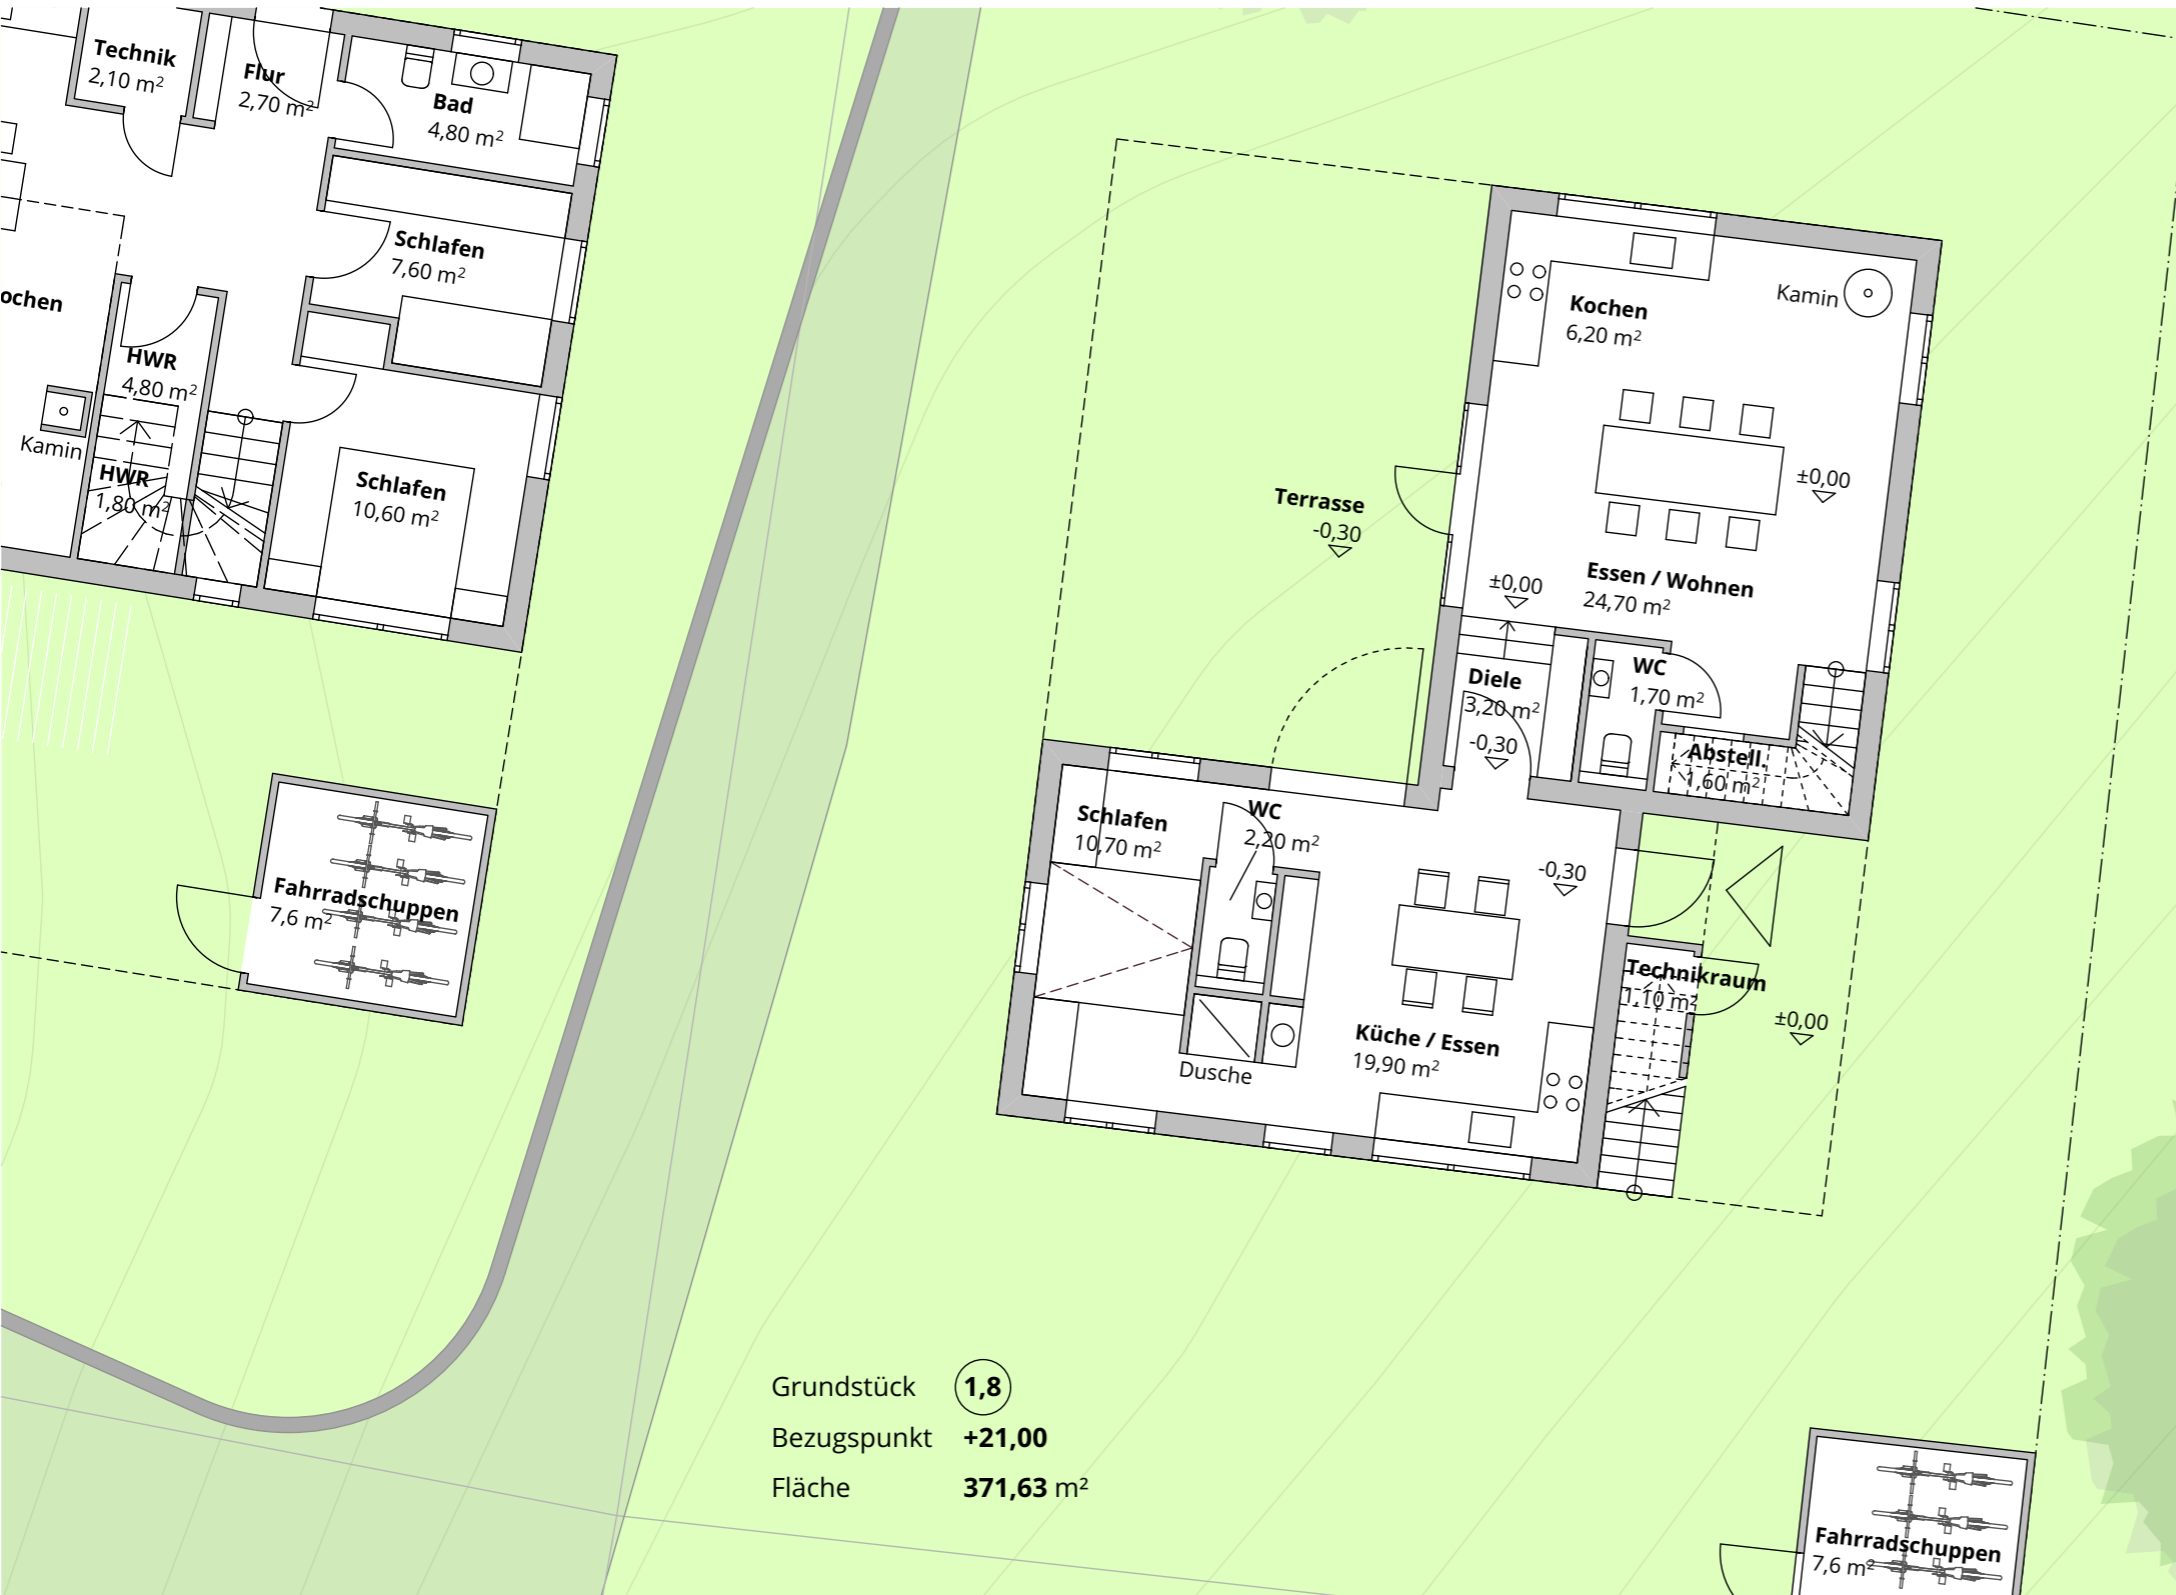 Technik
2,10 m²
Flur
2,70 m²
Bad
4,80 m²
Schlafen
7,60 m²
ochen
HWR
4,80 m²
Kamin
HWR
1,80 m²
Schlafen
10,60 m²
Fahrradschuppen
7,6 m²
Kochen
6,20 m²
Kamin
±0,00
Terrasse
-0,30
Essen / Wohnen
24,70 m²
±0,00
Diele
3,20 m²
-0,30
WC
1,70 m²
Abstell.
1,60 m²
Schlafen
10,70 m²
WC
2,20 m²
-0,30
Technikraum
1,10 m²
±0,00
Küche / Essen
19,90 m²
Dusche
Grundstück 1,8
Bezugspunkt +21,00
Fläche 371,63 m²
Fahrradschuppen
7,6 m²